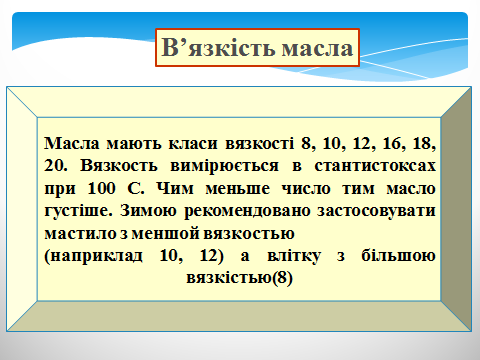 В’язкість масла
Масла мають класи вязкості 8, 10, 12, 16, 18,
20. Вязкость вимірюється в стантистоксах
при 100 С. Чим меньше число тим масло
густіше. Зимою рекомендовано застосовувати
мастило з меншой вязкостью
(наприклад 10, 12) а влітку з більшою
вязкістью(8)